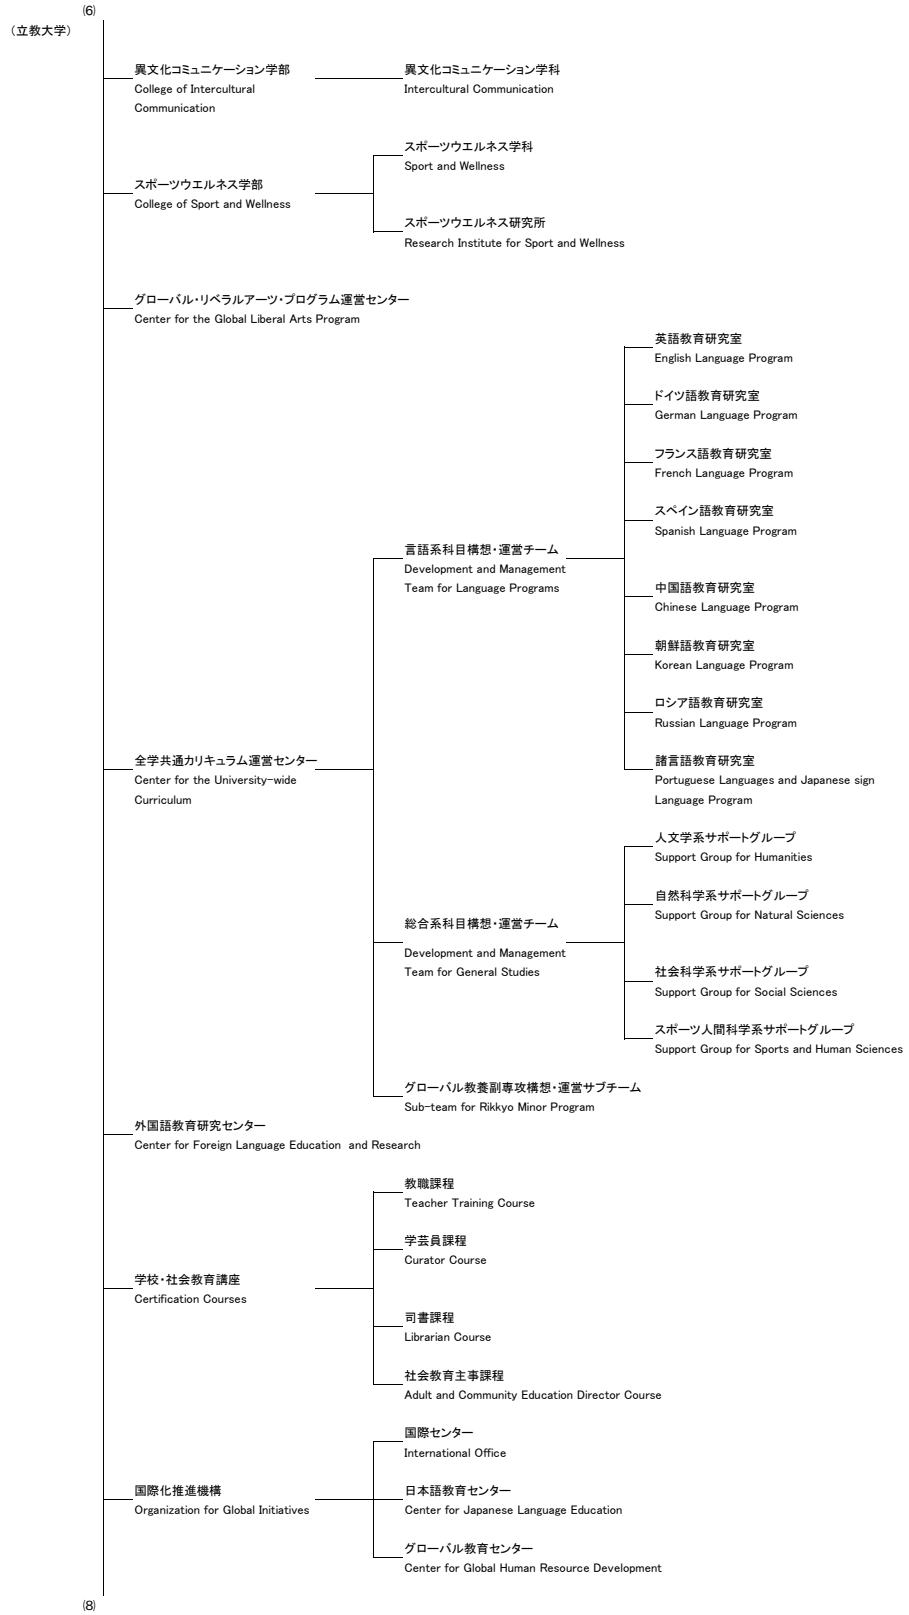 (6)
(立教大学)
異文化コミュニケーション学部
College of Intercultural
Communication
異文化コミュニケーション学科
Intercultural Communication
スポーツウエルネス学科
Sport and Wellness
スポーツウエルネス学部
College of Sport and Wellness
スポーツウエルネス研究所
Research Institute for Sport and Wellness
グローバル・リベラルアーツ・プログラム運営センター
Center for the Global Liberal Arts Program
英語教育研究室
English Language Program
ドイツ語教育研究室
German Language Program
フランス語教育研究室
French Language Program
スペイン語教育研究室
Spanish Language Program
言語系科目構想・運営チーム
Development and Management
Team for Language Programs
中国語教育研究室
Chinese Language Program
朝鮮語教育研究室
Korean Language Program
ロシア語教育研究室
Russian Language Program
全学共通カリキュラム運営センター
Center for the University-wide
Curriculum
諸言語教育研究室
Portuguese Languages and Japanese sign
Language Program
人文学系サポートグループ
Support Group for Humanities
自然科学系サポートグループ
Support Group for Natural Sciences
総合系科目構想・運営チーム
Development and Management
Team for General Studies
社会科学系サポートグループ
Support Group for Social Sciences
スポーツ人間科学系サポートグループ
Support Group for Sports and Human Sciences
グローバル教養副専攻構想・運営サブチーム
Sub-team for Rikkyo Minor Program
外国語教育研究センター
Center for Foreign Language Education and Research
教職課程
Teacher Training Course
学芸員課程
Curator Course
学校・社会教育講座
Certification Courses
司書課程
Librarian Course
社会教育主事課程
Adult and Community Education Director Course
国際センター
International Office
国際化推進機構
Organization for Global Initiatives
日本語教育センター
Center for Japanese Language Education
グローバル教育センター
Center for Global Human Resource Development
(8)